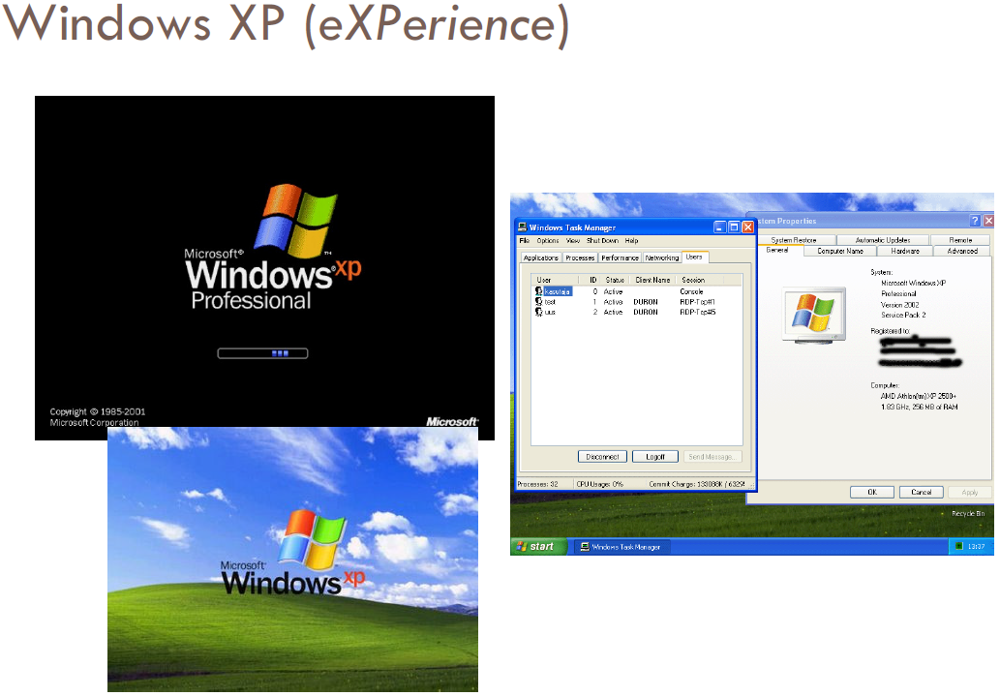 Windows XP (eXPerience)
Microsoft®
Windows® xp ™
Professional
Copyright © 1985-2001
Microsoft Corporation
Microsoft
Microsoft
Windows xp
Windows Task Manager
File Options View Shut Down Help
Applications Processes Performance Networking Users
User ID Status Client Name Session
kasutaja 0 Active Console
test 1 Active DURON RDP-Tcp#1
uus 2 Active DURON RDP-Tcp#5
Disconnect Logoff Send Message...
Processes: 32 CPU Usage: 0% Commit Charge: 133088K / 6329
stem Properties
System Restore Automatic Updates Remote
General Computer Name Hardware Advanced
System:
Microsoft Windows XP
Professional
Version 2002
Service Pack 2
Registered to:
Computer:
AMD Athlon(tm) XP 2500+
1.83 GHz, 256 MB of RAM
OK Cancel Apply
Recycle Bin
start Windows Task Manager 13:37